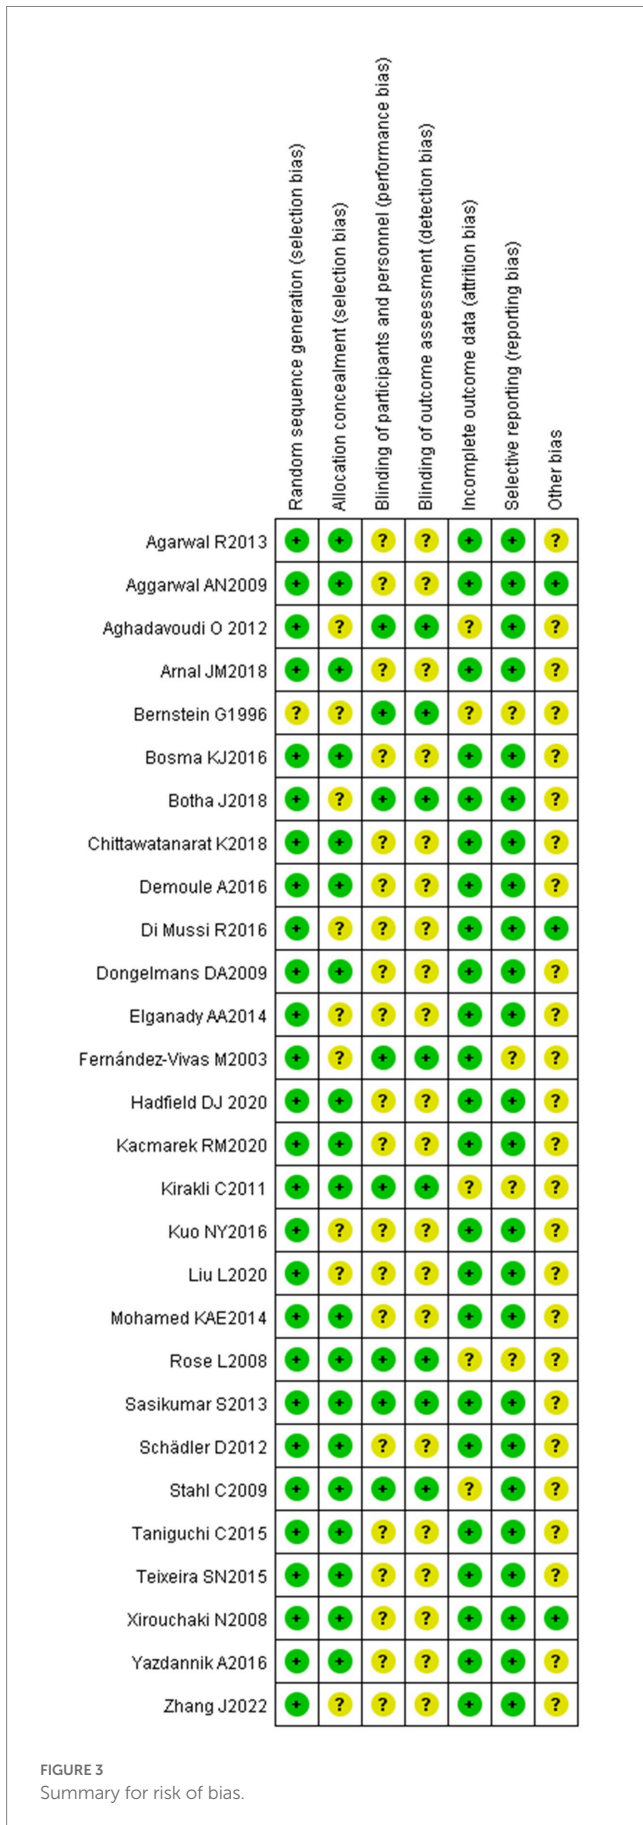 Random sequence generation (selection bias)
Allocation concealment (selection bias)
Blinding of participants and personnel (performance bias)
Blinding of outcome assessment (detection bias)
Incomplete outcome data (attrition bias)
Selective reporting (reporting bias)
Other bias
Agarwal R2013 + + ? ? + + ?
Aggarwal AN2009 + + ? ? + + +
Aghadavoudi O 2012 + ? + + ? + ?
Arnal JM2018 + + ? ? + + ?
Bernstein G1996 ? ? + + ? ? ?
Bosma KJ2016 + + ? ? + + ?
Botha J2018 + ? + + + + ?
Chittawatanarat K2018 + + ? ? + + ?
Demoule A2016 + + ? ? + + ?
Di Mussi R2016 + ? ? ? + + +
Dongelmans DA2009 + + ? ? + + ?
Elganady AA2014 + ? ? ? + + ?
Fernández-Vivas M2003 + ? + + + ? ?
Hadfield DJ 2020 + + ? ? + + ?
Kacmarek RM2020 + + ? ? + + ?
Kirakli C2011 + + + + ? ? ?
Kuo NY2016 + ? ? ? + + ?
Liu L2020 + ? ? ? + + ?
Mohamed KAE2014 + + ? ? + + ?
Rose L2008 + + + + ? ? ?
Sasikumar S2013 + + + + + + ?
Schädler D2012 + + ? ? + + ?
Stahl C2009 + + + + ? + ?
Taniguchi C2015 + + ? ? + + ?
Teixeira SN2015 + + ? ? + + ?
Xirouchaki N2008 + + ? ? + + +
Yazdannik A2016 + + ? ? + + ?
Zhang J2022 + ? ? ? + + ?
FIGURE 3
Summary for risk of bias.